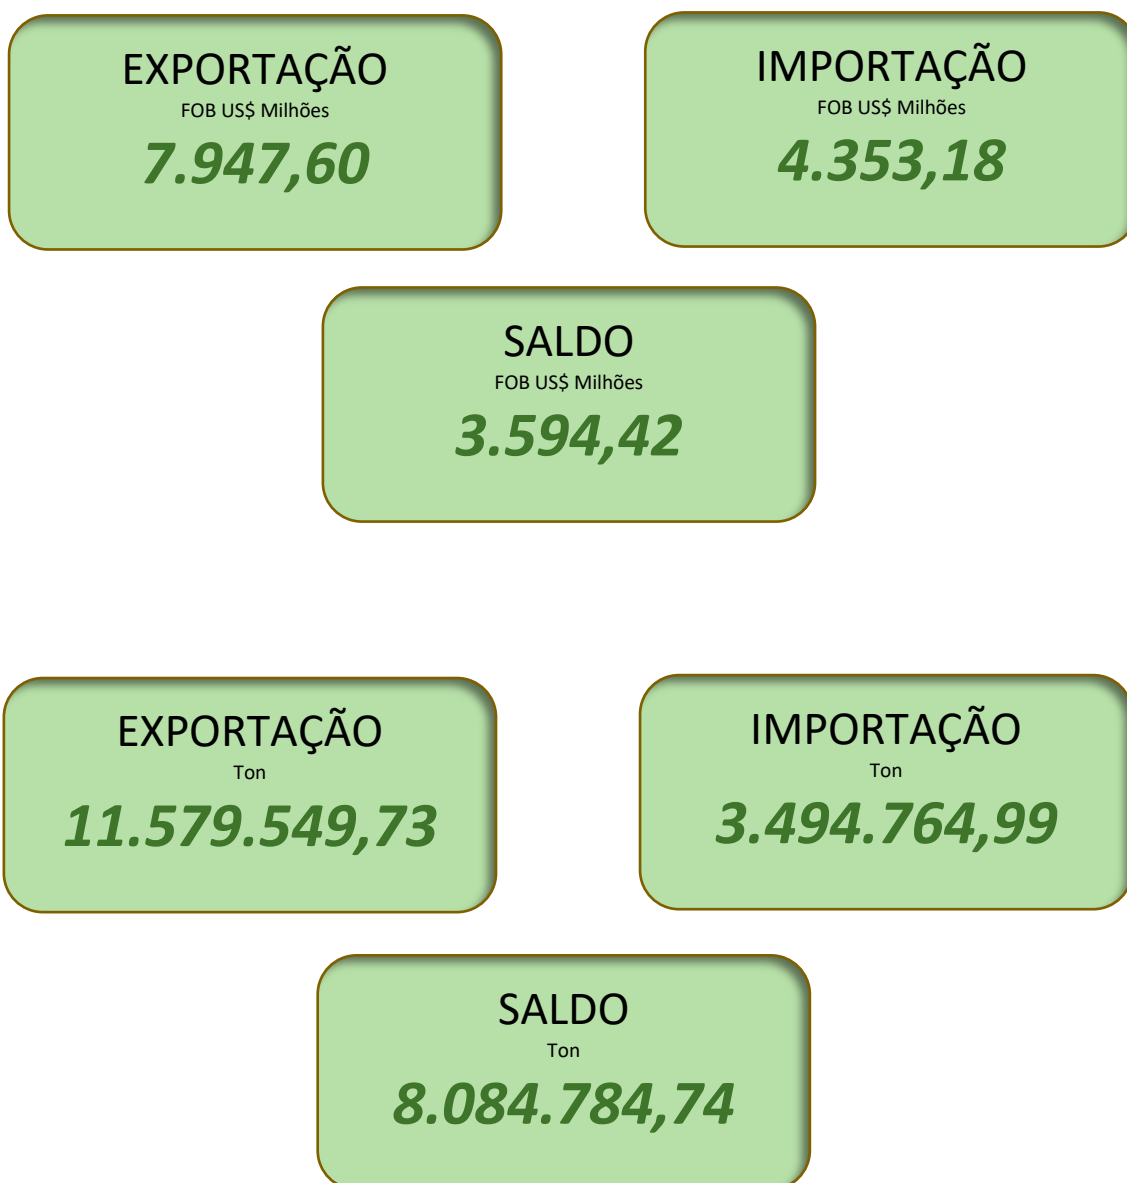 EXPORTAÇÃO
FOB US$ Milhões
7.947,60
IMPORTAÇÃO
FOB US$ Milhões
4.353,18
SALDO
FOB US$ Milhões
3.594,42
EXPORTAÇÃO
Ton
11.579.549,73
IMPORTAÇÃO
Ton
3.494.764,99
SALDO
Ton
8.084.784,74